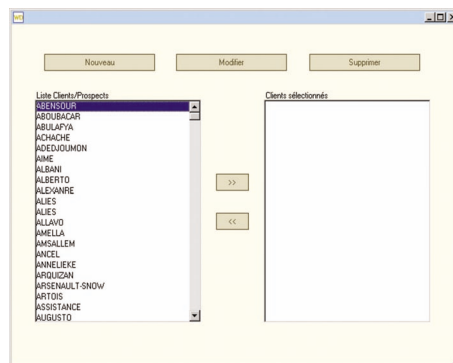 WD
Nouveau Modifier Supprimer
Liste Clients/Prospects
Clients sélectionnés
ABENSOUR
ABOUBACAR
ABULAFYA
ACHACHE
ADEDJOUMON
AIME
ALBANI
ALBERTO
ALEXANRE
ALIES
ALIES
ALLAVO
AMELLA
AMSALLEM
ANCEL
ANNELIEKE
ARQUIZAN
ARSENAULT-SNOW
ARTOIS
ASSISTANCE
AUGUSTO
>>
<<